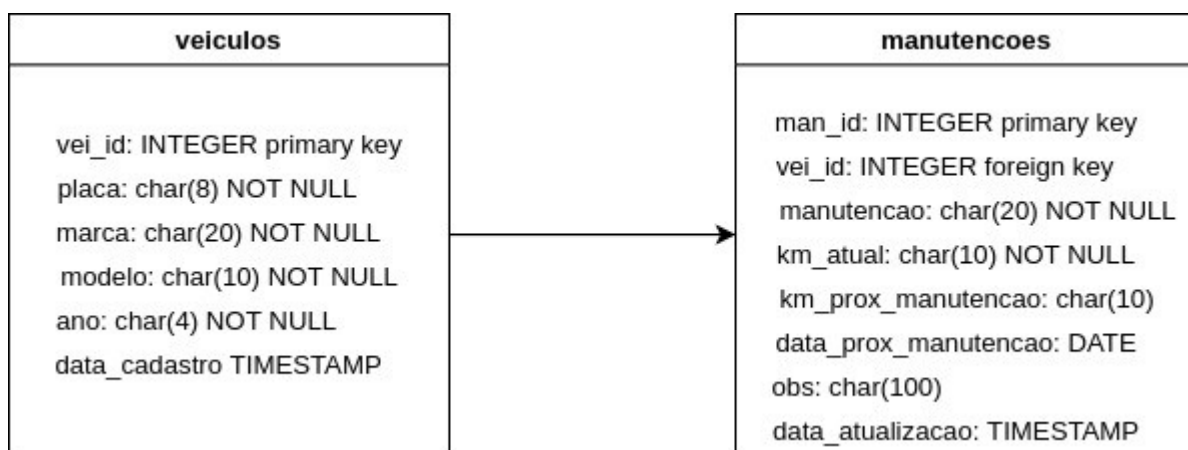 veiculos
vei_id: INTEGER primary key
placa: char(8) NOT NULL
marca: char(20) NOT NULL
modelo: char(10) NOT NULL
ano: char(4) NOT NULL
data_cadastro TIMESTAMP
manutencoes
man_id: INTEGER primary key
vei_id: INTEGER foreign key
manutencao: char(20) NOT NULL
km_atual: char(10) NOT NULL
km_prox_manutencao: char(10)
data_prox_manutencao: DATE
obs: char(100)
data_atualizacao: TIMESTAMP